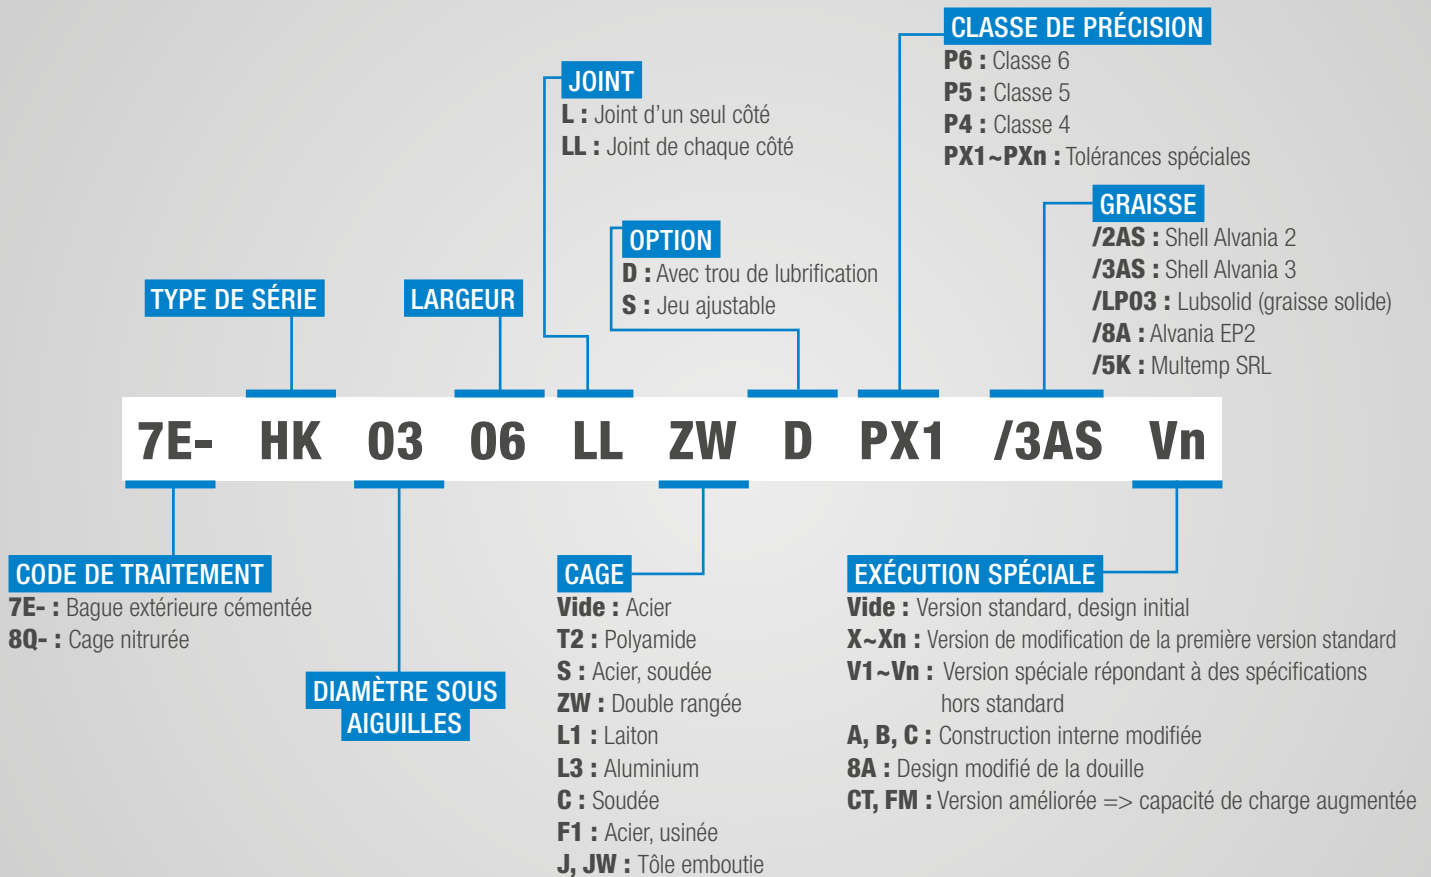 CLASSE DE PRÉCISION
P6 : Classe 6
P5 : Classe 5
P4 : Classe 4
PX1~PXn : Tolérances spéciales
JOINT
L : Joint d'un seul côté
LL : Joint de chaque côté
GRAISSE
/2AS : Shell Alvania 2
/3AS : Shell Alvania 3
/LP03 : Lubsolid (graisse solide)
/8A : Alvania EP2
/5K : Multemp SRL
OPTION
D : Avec trou de lubrification
S : Jeu ajustable
TYPE DE SÉRIE
LARGEUR
7E- HK 03 06 LL ZW D PX1 /3AS Vn
CODE DE TRAITEMENT
7E- : Bague extérieure cémentée
8Q- : Cage nitrurée
DIAMÈTRE SOUS
AIGUILLES
CAGE
Vide : Acier
T2 : Polyamide
S : Acier, soudée
ZW : Double rangée
L1 : Laiton
L3 : Aluminium
C : Soudée
F1 : Acier, usinée
J, JW : Tôle emboutie
EXÉCUTION SPÉCIALE
Vide : Version standard, design initial
X~Xn : Version de modification de la première version standard
V1~Vn : Version spéciale répondant à des spécifications
hors standard
A, B, C : Construction interne modifiée
8A : Design modifié de la douille
CT, FM : Version améliorée => capacité de charge augmentée